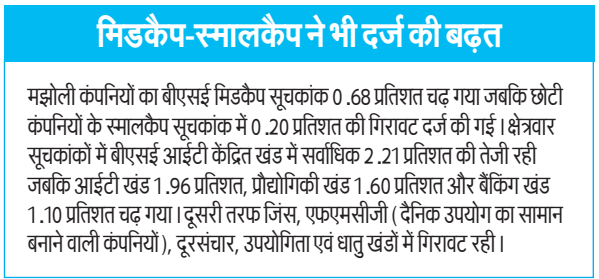 मिडकैप-स्मालकैप ने भी दर्ज की बढ़त
मझोली कंपनियों का बीएसई मिडकैप सूचकांक 0.68 प्रतिशत चढ़ गया जबकि छोटी
कंपनियों के स्मालकैप सूचकांक में 0.20 प्रतिशत की गिरावट दर्ज की गई। क्षेत्रवार
सूचकांकों में बीएसई आईटी केंद्रित खंड में सर्वाधिक 2.21 प्रतिशत की तेजी रही
जबकि आईटी खंड 1.96 प्रतिशत, प्रौद्योगिकी खंड 1.60 प्रतिशत और बैंकिंग खंड
1.10 प्रतिशत चढ़ गया। दूसरी तरफ जिंस, एफएमसीजी (दैनिक उपयोग का सामान
बनाने वाली कंपनियों), दूरसंचार, उपयोगिता एवं धातु खंडों में गिरावट रही।